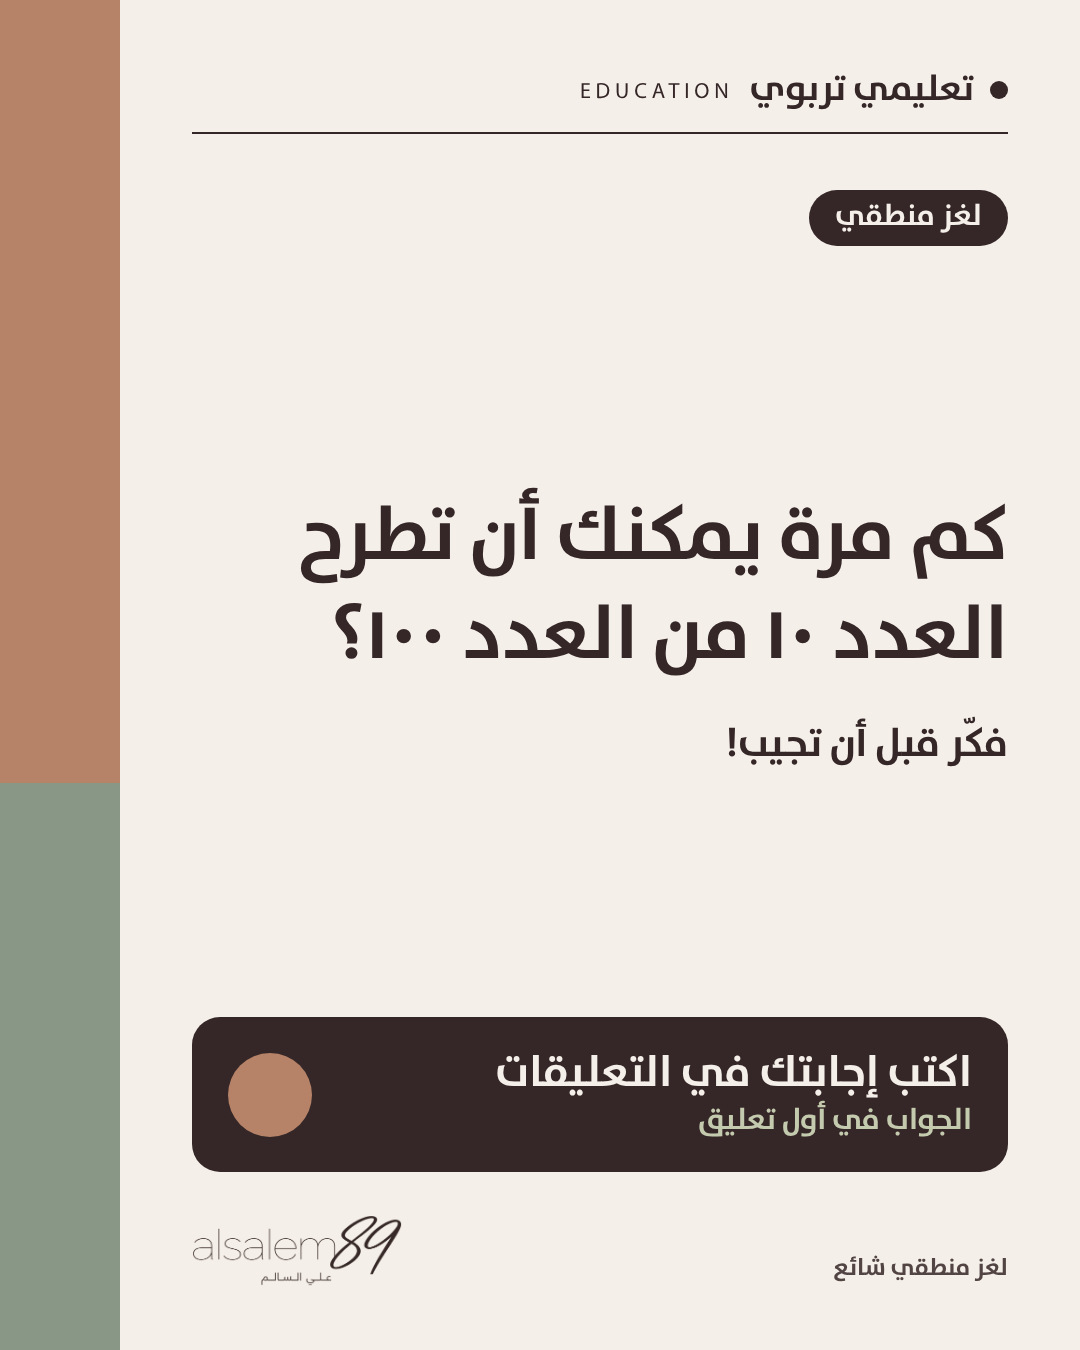 تعليمي تربوي EDUCATION
لغز منطقي
كم مرة يمكنك أن تطرح
العدد ١٠ من العدد ١٠٠؟
فكّر قبل أن تجيب!
اكتب إجابتك في التعليقات
الجواب في أول تعليق
لغز منطقي شائع
alsalem89
علي السالم